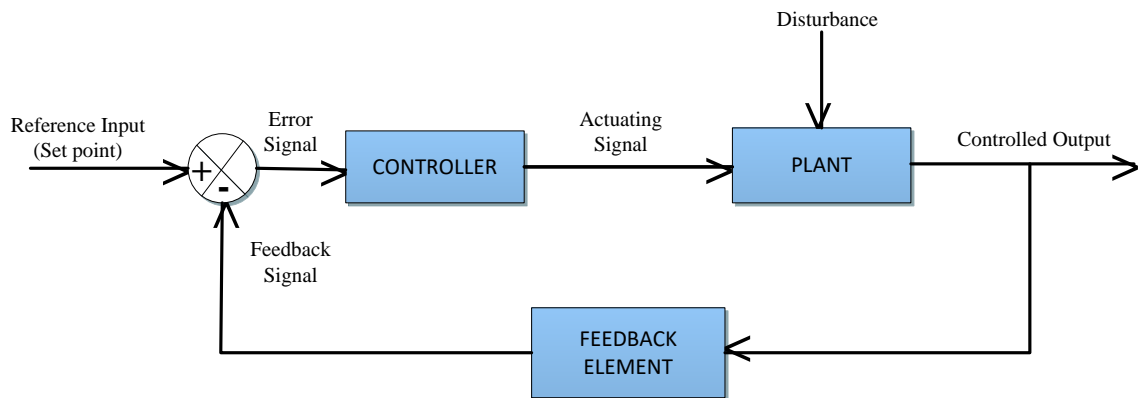 Disturbance
Reference Input
(Set point)
Error
Signal
Actuating
Signal
Controlled Output
+
-
CONTROLLER
PLANT
Feedback
Signal
FEEDBACK
ELEMENT